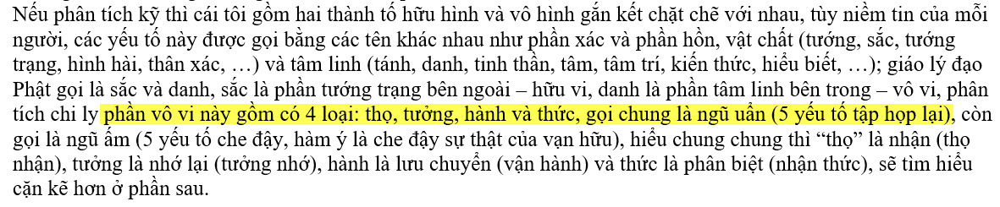 Nếu phân tích kỹ thì cái tôi gồm hai thành tố hữu hình và vô hình gắn kết chặt chẽ với nhau, tùy niềm tin của mỗi
người, các yếu tố này được gọi bằng các tên khác nhau như phần xác và phần hồn, vật chất (tướng, sắc, tướng
trạng, hình hài, thân xác, …) và tâm linh (tánh, danh, tinh thần, tâm, tâm trí, kiến thức, hiểu biết, …); giáo lý đạo
Phật gọi là sắc và danh, sắc là phần tướng trạng bên ngoài – hữu vi, danh là phần tâm linh bên trong – vô vi, phân
tích chi ly phần vô vi này gồm có 4 loại: thọ, tưởng, hành và thức, gọi chung là ngũ uẩn (5 yếu tố tập họp lại), còn
gọi là ngũ ấm (5 yếu tố che đậy, hàm ý là che đậy sự thật của vạn hữu), hiểu chung chung thì “thọ” là nhận (thọ
nhận), tưởng là nhớ lại (tưởng nhớ), hành là lưu chuyển (vận hành) và thức là phân biệt (nhận thức), sẽ tìm hiểu
cặn kẽ hơn ở phần sau.